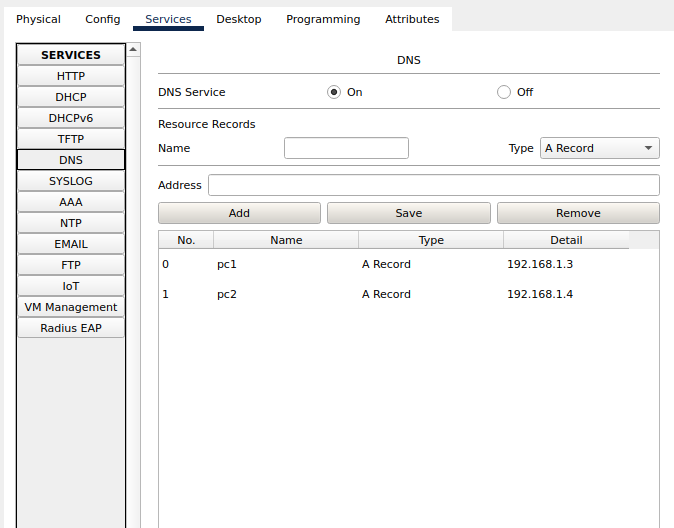 Physical Config Services Desktop Programming Attributes
SERVICES
HTTP
DHCP
DHCPv6
TFTP
DNS
SYSLOG
AAA
NTP
EMAIL
FTP
IoT
VM Management
Radius EAP
DNS
DNS Service On Off
Resource Records
Name Type A Record
Address
Add Save Remove
No. Name Type Detail
0 pc1 A Record 192.168.1.3
1 pc2 A Record 192.168.1.4